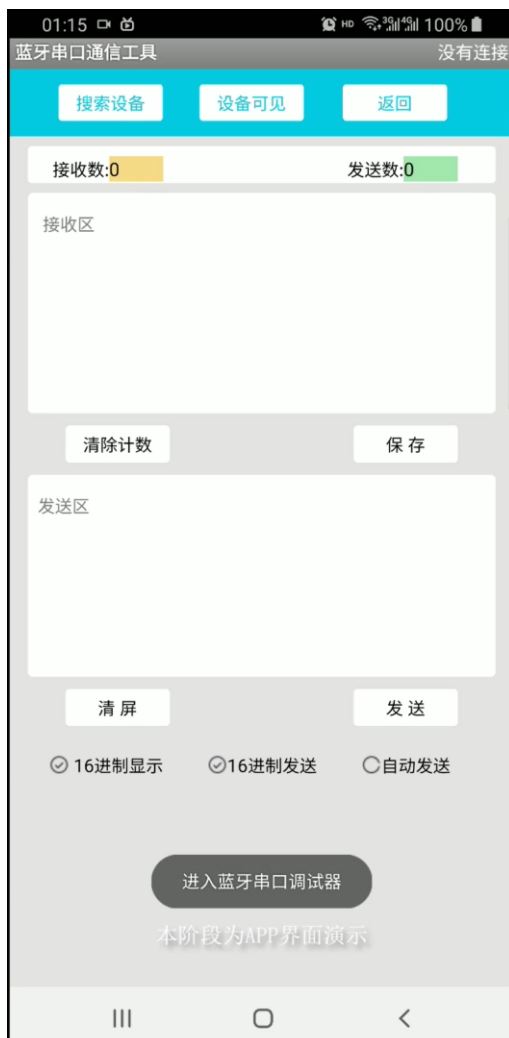 01:15 HD 3G 4G 100%
蓝牙串口通信工具 没有连接
搜索设备 设备可见 返回
接收数:0 发送数:0
接收区
清除计数 保 存
发送区
清 屏 发 送
16进制显示 16进制发送 自动发送
进入蓝牙串口调试器
本阶段为APP界面演示